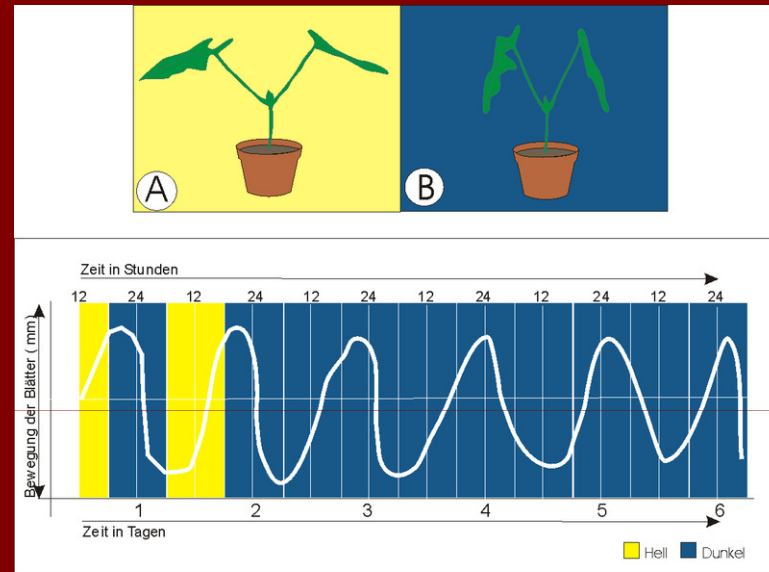 A
B
Zeit in Stunden
12 24 12 24 12 24 12 24 12 24 12 24
Bewegung der Blätter ( mm )
1 2 3 4 5 6
Zeit in Tagen
Hell Dunkel